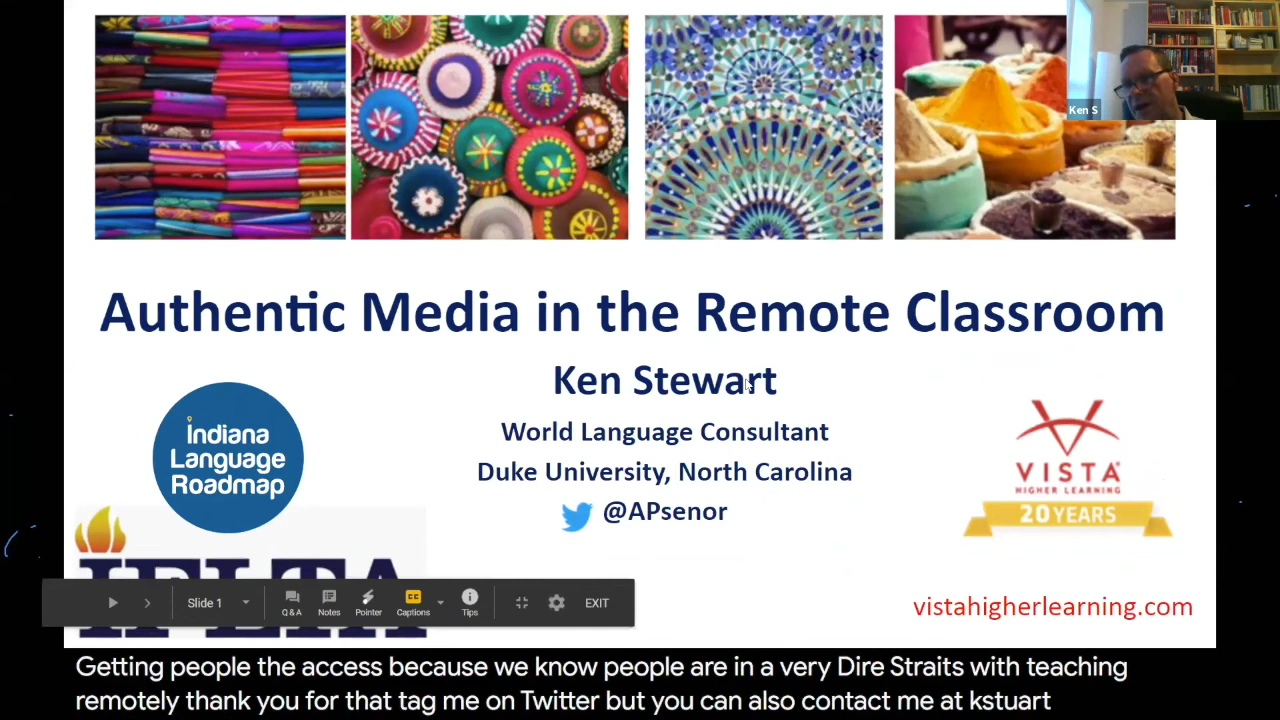 Ken S
Authentic Media in the Remote Classroom
Ken Stewart
World Language Consultant
Duke University, North Carolina
@APsenor
indiana
Language
Roadmap
VISTA
HIGHER LEARNING
20 YEARS
IFLTA
Slide 1
Q&A
Notes
Pointer
Captions
Tips
EXIT
vistahigherlearning.com
Getting people the access because we know people are in a very Dire Straits with teaching
remotely thank you for that tag me on Twitter but you can also contact me at kstuart